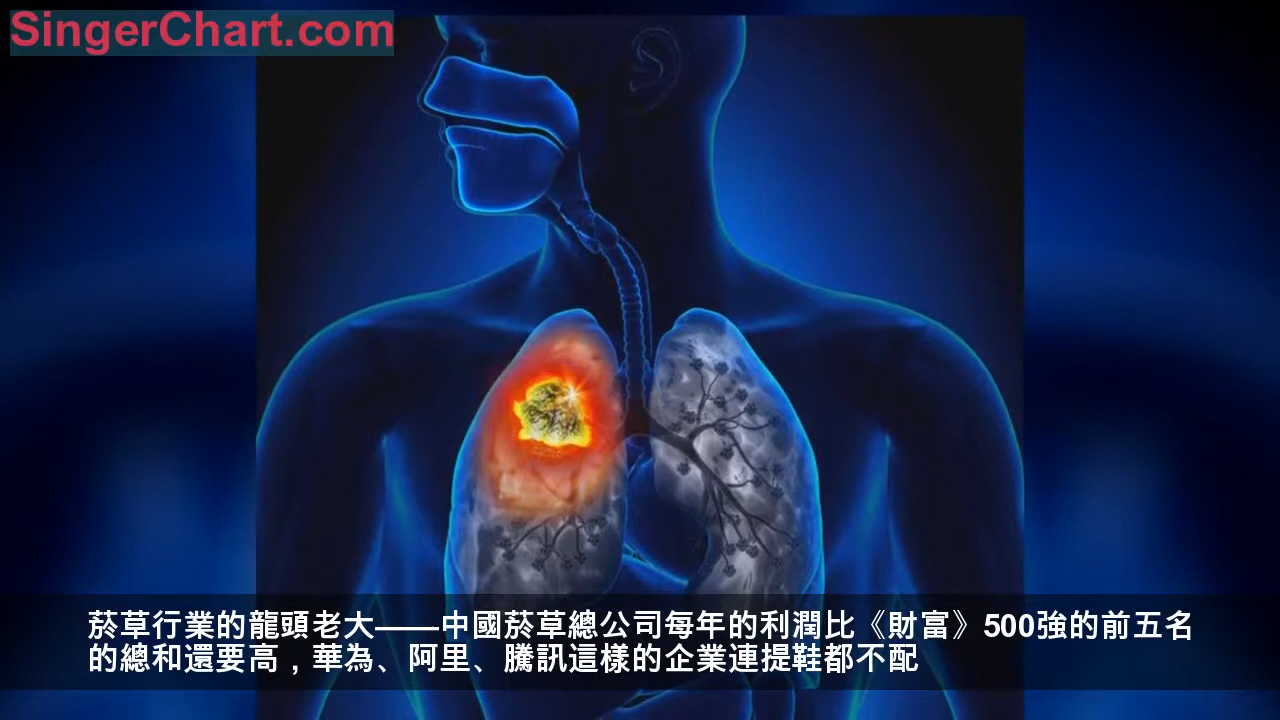 SingerChart.com
菸草行業的龍頭老大——中國菸草總公司每年的利潤比《財富》500強的前五名
的總和還要高，華為、阿里、騰訊這樣的企業連提鞋都不配